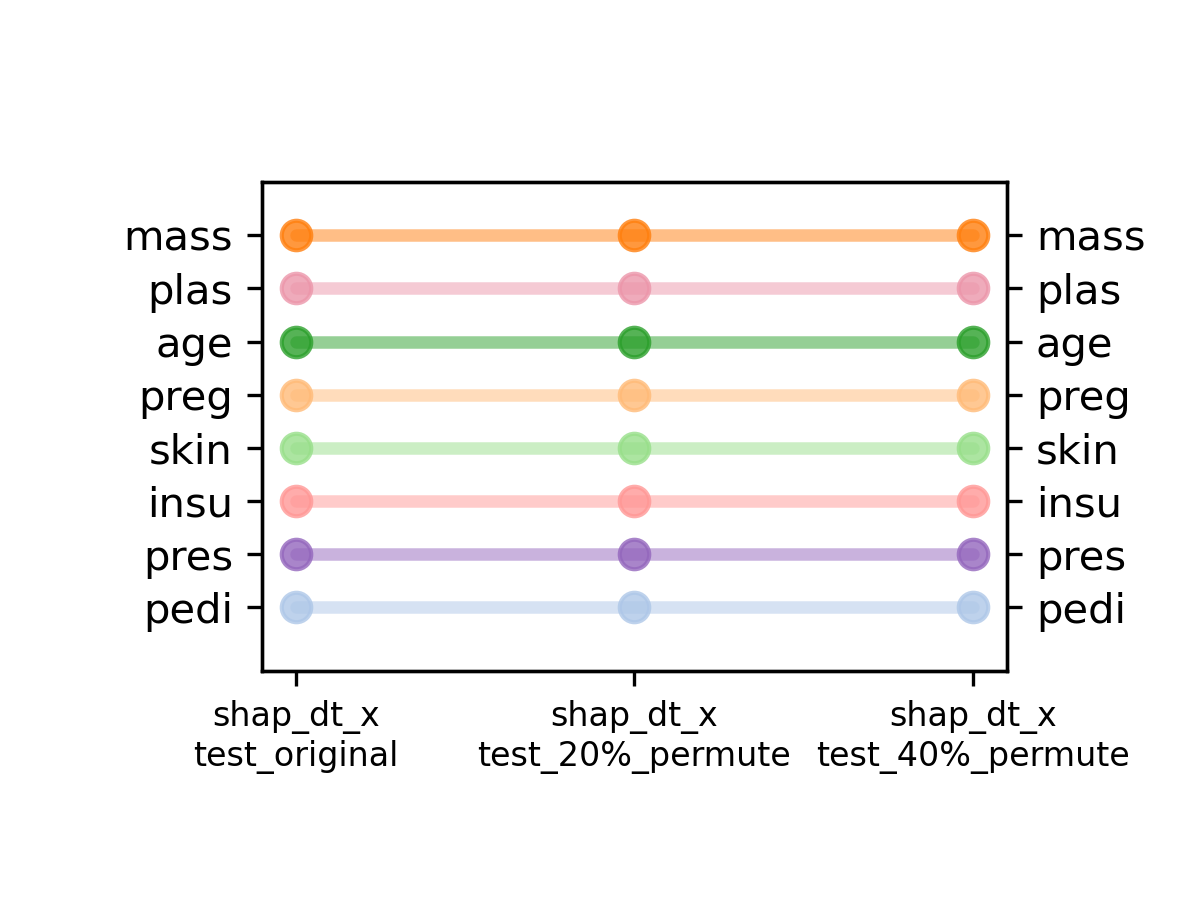 mass mass
plas plas
age age
preg preg
skin skin
insu insu
pres pres
pedi pedi
shap_dt_x shap_dt_x shap_dt_x
test_original test_20%_permute test_40%_permute